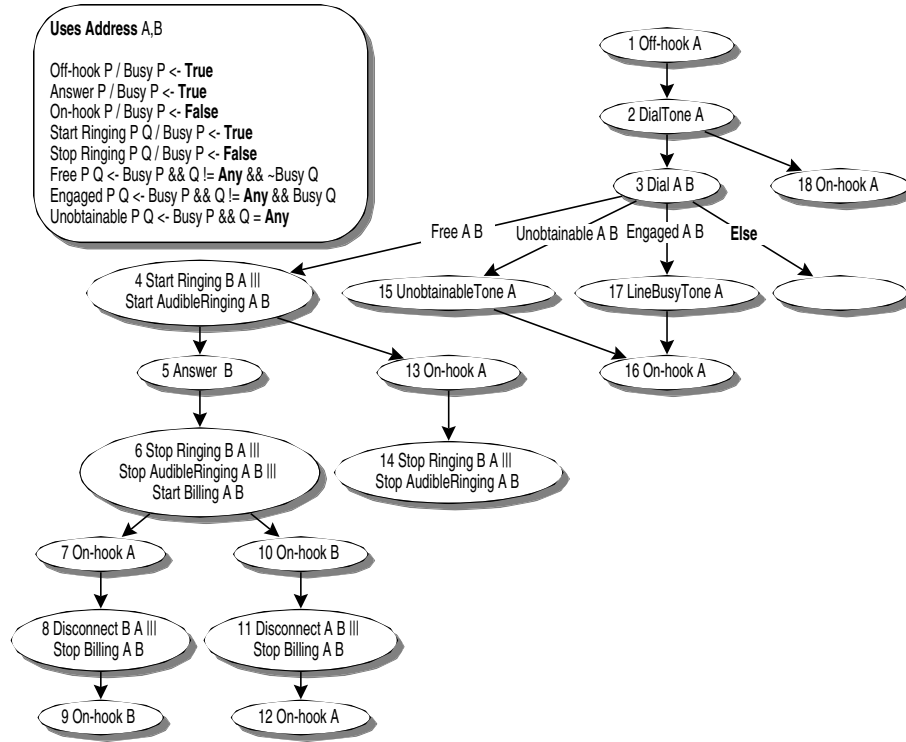 Uses Address A,B
Off-hook P / Busy P <- True
Answer P / Busy P <- True
On-hook P / Busy P <- False
Start Ringing P Q / Busy P <- True
Stop Ringing P Q / Busy P <- False
Free P Q <- Busy P && Q != Any && ~Busy Q
Engaged P Q <- Busy P && Q != Any && Busy Q
Unobtainable P Q <- Busy P && Q = Any
1 Off-hook A
2 DialTone A
3 Dial A B
18 On-hook A
Free A B
Unobtainable A B
Engaged A B
Else
4 Start Ringing B A |||
Start AudibleRinging A B
15 UnobtainableTone A
17 LineBusyTone A
5 Answer B
13 On-hook A
16 On-hook A
6 Stop Ringing B A |||
Stop AudibleRinging A B |||
Start Billing A B
14 Stop Ringing B A |||
Stop AudibleRinging A B
7 On-hook A
10 On-hook B
8 Disconnect B A |||
Stop Billing A B
11 Disconnect A B |||
Stop Billing A B
9 On-hook B
12 On-hook A